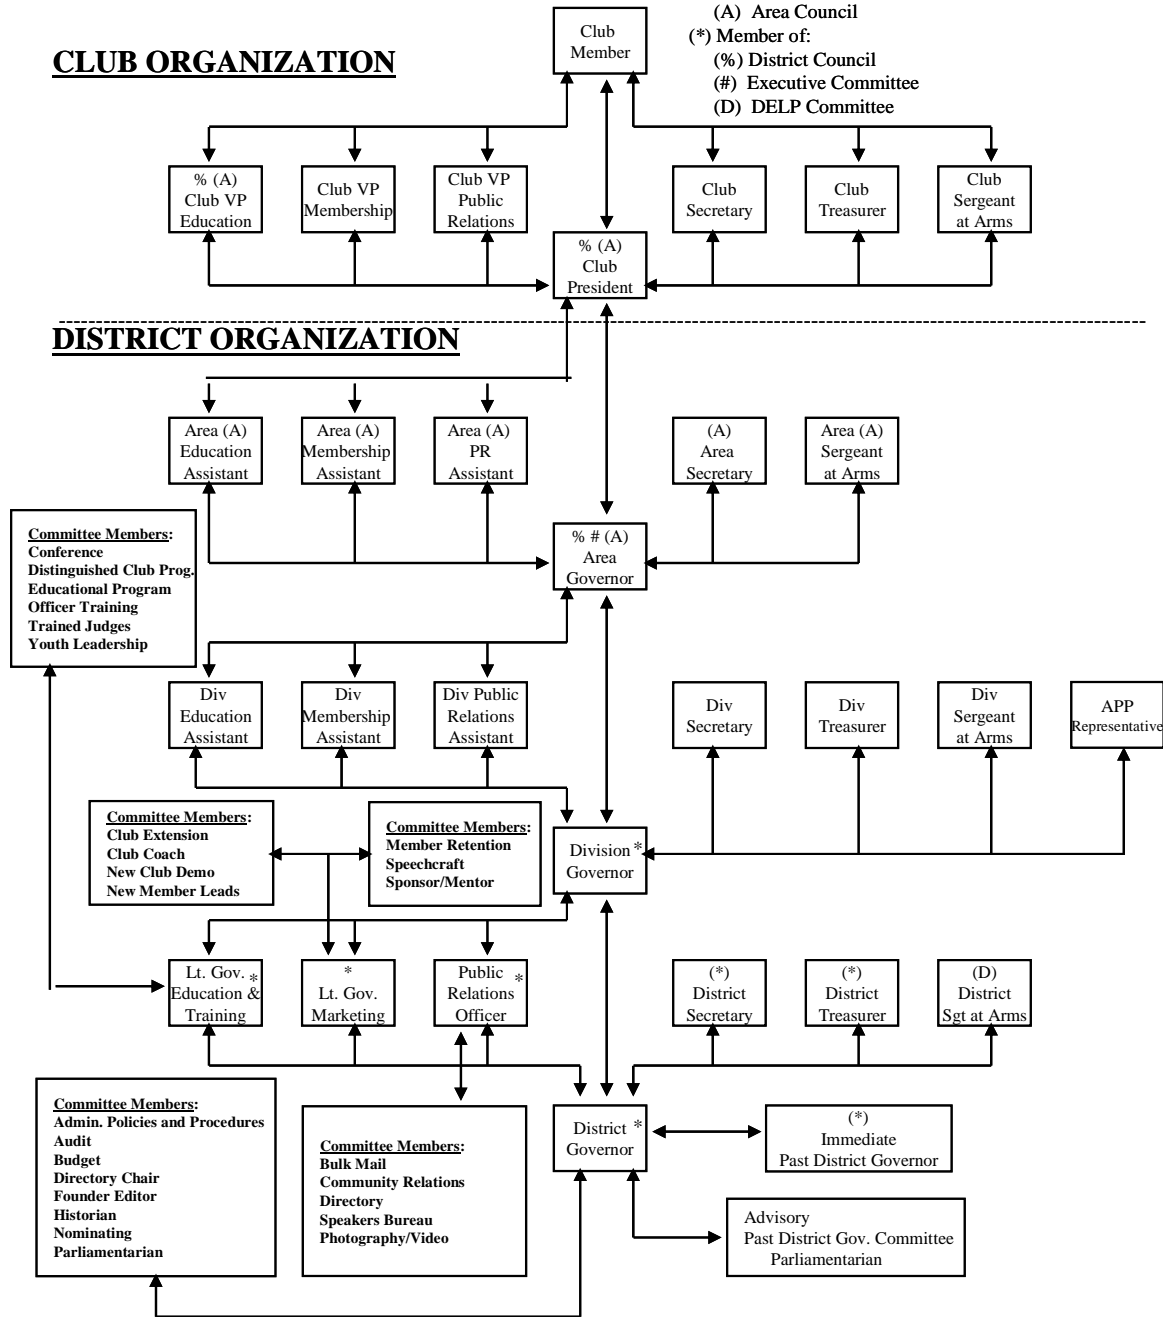 (A) Area Council
(*) Member of:
(%) District Council
(#) Executive Committee
(D) DELP Committee
CLUB ORGANIZATION
Club
Member
% (A)
Club VP
Education
Club VP
Membership
Club VP
Public
Relations
Club
Secretary
Club
Treasurer
Club
Sergeant
at Arms
% (A)
Club
President
DISTRICT ORGANIZATION
Area (A)
Education
Assistant
Area (A)
Membership
Assistant
Area (A)
PR
Assistant
(A)
Area
Secretary
Area (A)
Sergeant
at Arms
Committee Members:
Conference
Distinguished Club Prog.
Educational Program
Officer Training
Trained Judges
Youth Leadership
% # (A)
Area
Governor
Div
Education
Assistant
Div
Membership
Assistant
Div Public
Relations
Assistant
Div
Secretary
Div
Treasurer
Div
Sergeant
at Arms
APP
Representative
Committee Members:
Club Extension
Club Coach
New Club Demo
New Member Leads
Committee Members:
Member Retention
Speechcraft
Sponsor/Mentor
Division *
Governor
Lt. Gov. *
Education &
Training
*
Lt. Gov.
Marketing
Public *
Relations
Officer
(*)
District
Secretary
(*)
District
Treasurer
(D)
District
Sgt at Arms
Committee Members:
Admin. Policies and Procedures
Audit
Budget
Directory Chair
Founder Editor
Historian
Nominating
Parliamentarian
Committee Members:
Bulk Mail
Community Relations
Directory
Speakers Bureau
Photography/Video
District *
Governor
(*)
Immediate
Past District Governor
Advisory
Past District Gov. Committee
Parliamentarian